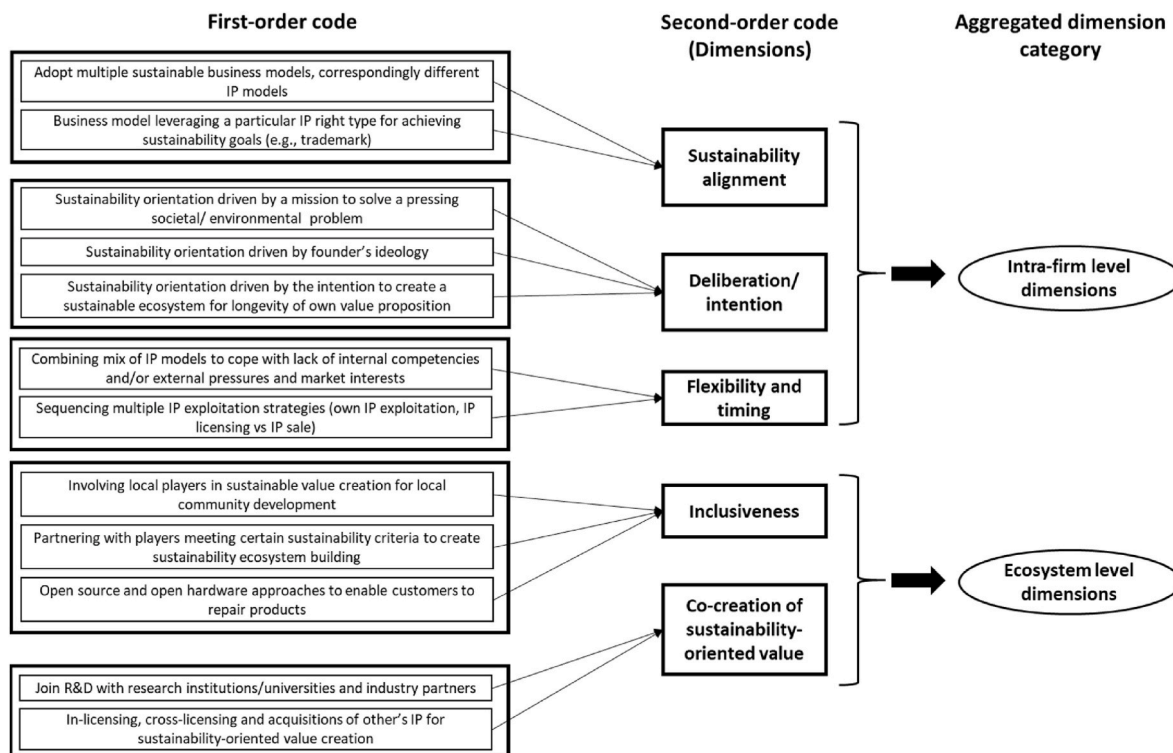 First-order code
Second-order code
(Dimensions)
Aggregated dimension
category
Adopt multiple sustainable business models, correspondingly different
IP models
Business model leveraging a particular IP right type for achieving
sustainability goals (e.g., trademark)
Sustainability
alignment
Sustainability orientation driven by a mission to solve a pressing
societal/ environmental  problem
Sustainability orientation driven by founder's ideology
Sustainability orientation driven by the intention to create a
sustainable ecosystem for longevity of own value proposition
Deliberation/
intention
Intra-firm level
dimensions
Combining mix of IP models to cope with lack of internal competencies
and/or external pressures and market interests
Sequencing multiple IP exploitation strategies (own IP exploitation, IP
licensing vs IP sale)
Flexibility and
timing
Involving local players in sustainable value creation for local
community development
Partnering with players meeting certain sustainability criteria to create
sustainability ecosystem building
Open source and open hardware approaches to enable customers to
repair products
Inclusiveness
Ecosystem level
dimensions
Co-creation of
sustainability-
oriented value
Join R&D with research institutions/universities and industry partners
In-licensing, cross-licensing and acquisitions of other's IP for
sustainability-oriented value creation